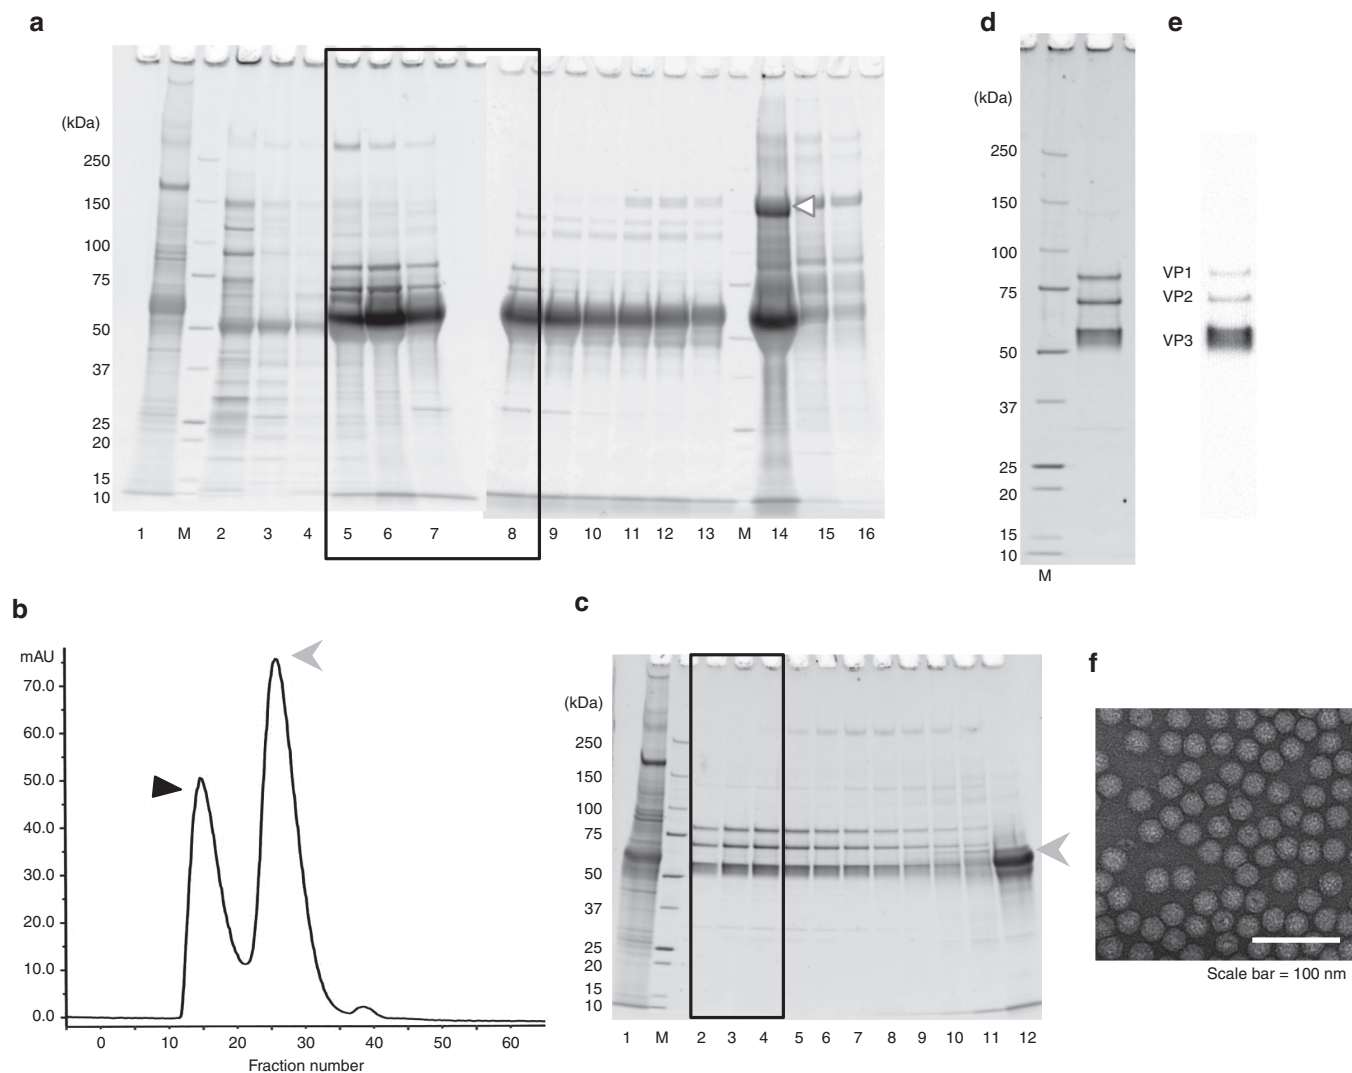 a
(kDa)
250
150
100
75
50
37
25
20
15
10
1 M 2 3 4 5 6 7 8 9 10 11 12 13 M 14 15 16
d
(kDa)
250
150
100
75
50
37
25
20
15
10
M
e
VP1
VP2
VP3
b
mAU
70.0
60.0
50.0
40.0
30.0
20.0
10.0
0.0
0 10 20 30 40 50 60
Fraction number
c
(kDa)
250
150
100
75
50
37
25
20
15
10
1 M 2 3 4 5 6 7 8 9 10 11 12
f
Scale bar = 100 nm